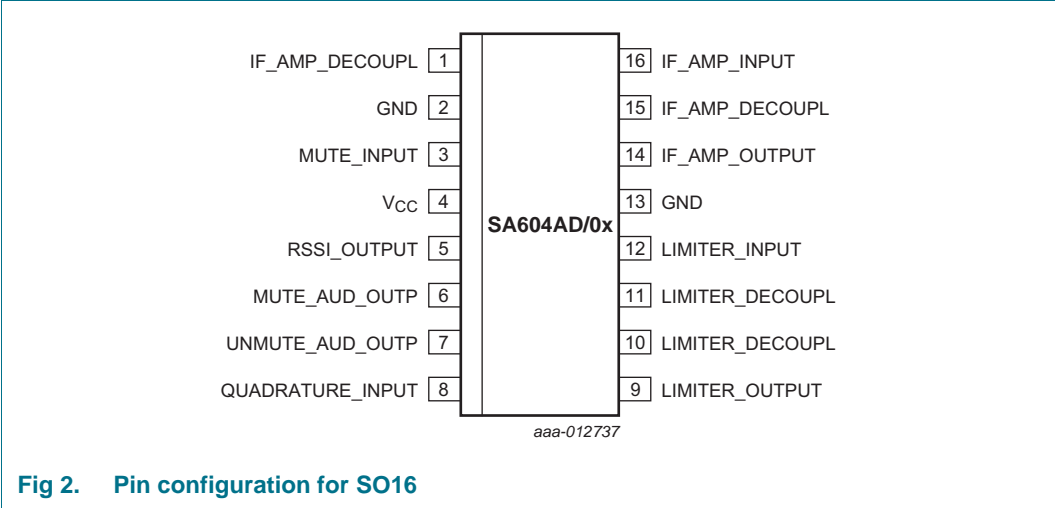 IF_AMP_DECOUPL 1
GND 2
MUTE_INPUT 3
VCC 4
RSSI_OUTPUT 5
MUTE_AUD_OUTP 6
UNMUTE_AUD_OUTP 7
QUADRATURE_INPUT 8
SA604AD/0x
16 IF_AMP_INPUT
15 IF_AMP_DECOUPL
14 IF_AMP_OUTPUT
13 GND
12 LIMITER_INPUT
11 LIMITER_DECOUPL
10 LIMITER_DECOUPL
9 LIMITER_OUTPUT
aaa-012737
Fig 2. Pin configuration for SO16